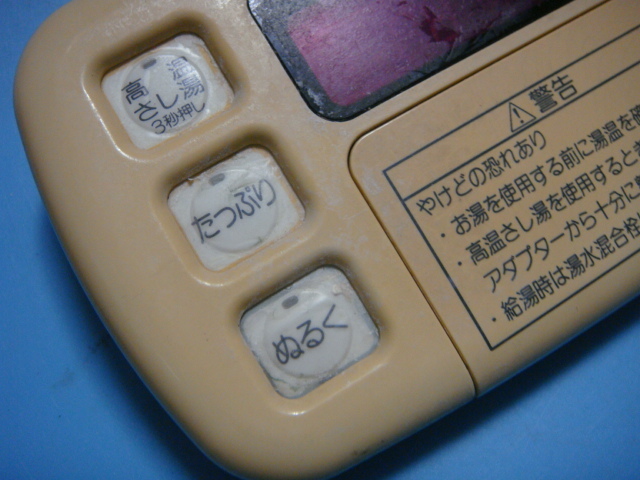 高温
さし湯
3秒押し
たっぷり
ぬるく
警告
やけどの恐れあり
・お湯を使用する前に湯温を
・高温さし湯を使用するとき
アダプターから十分に
・給湯時は湯水混合栓